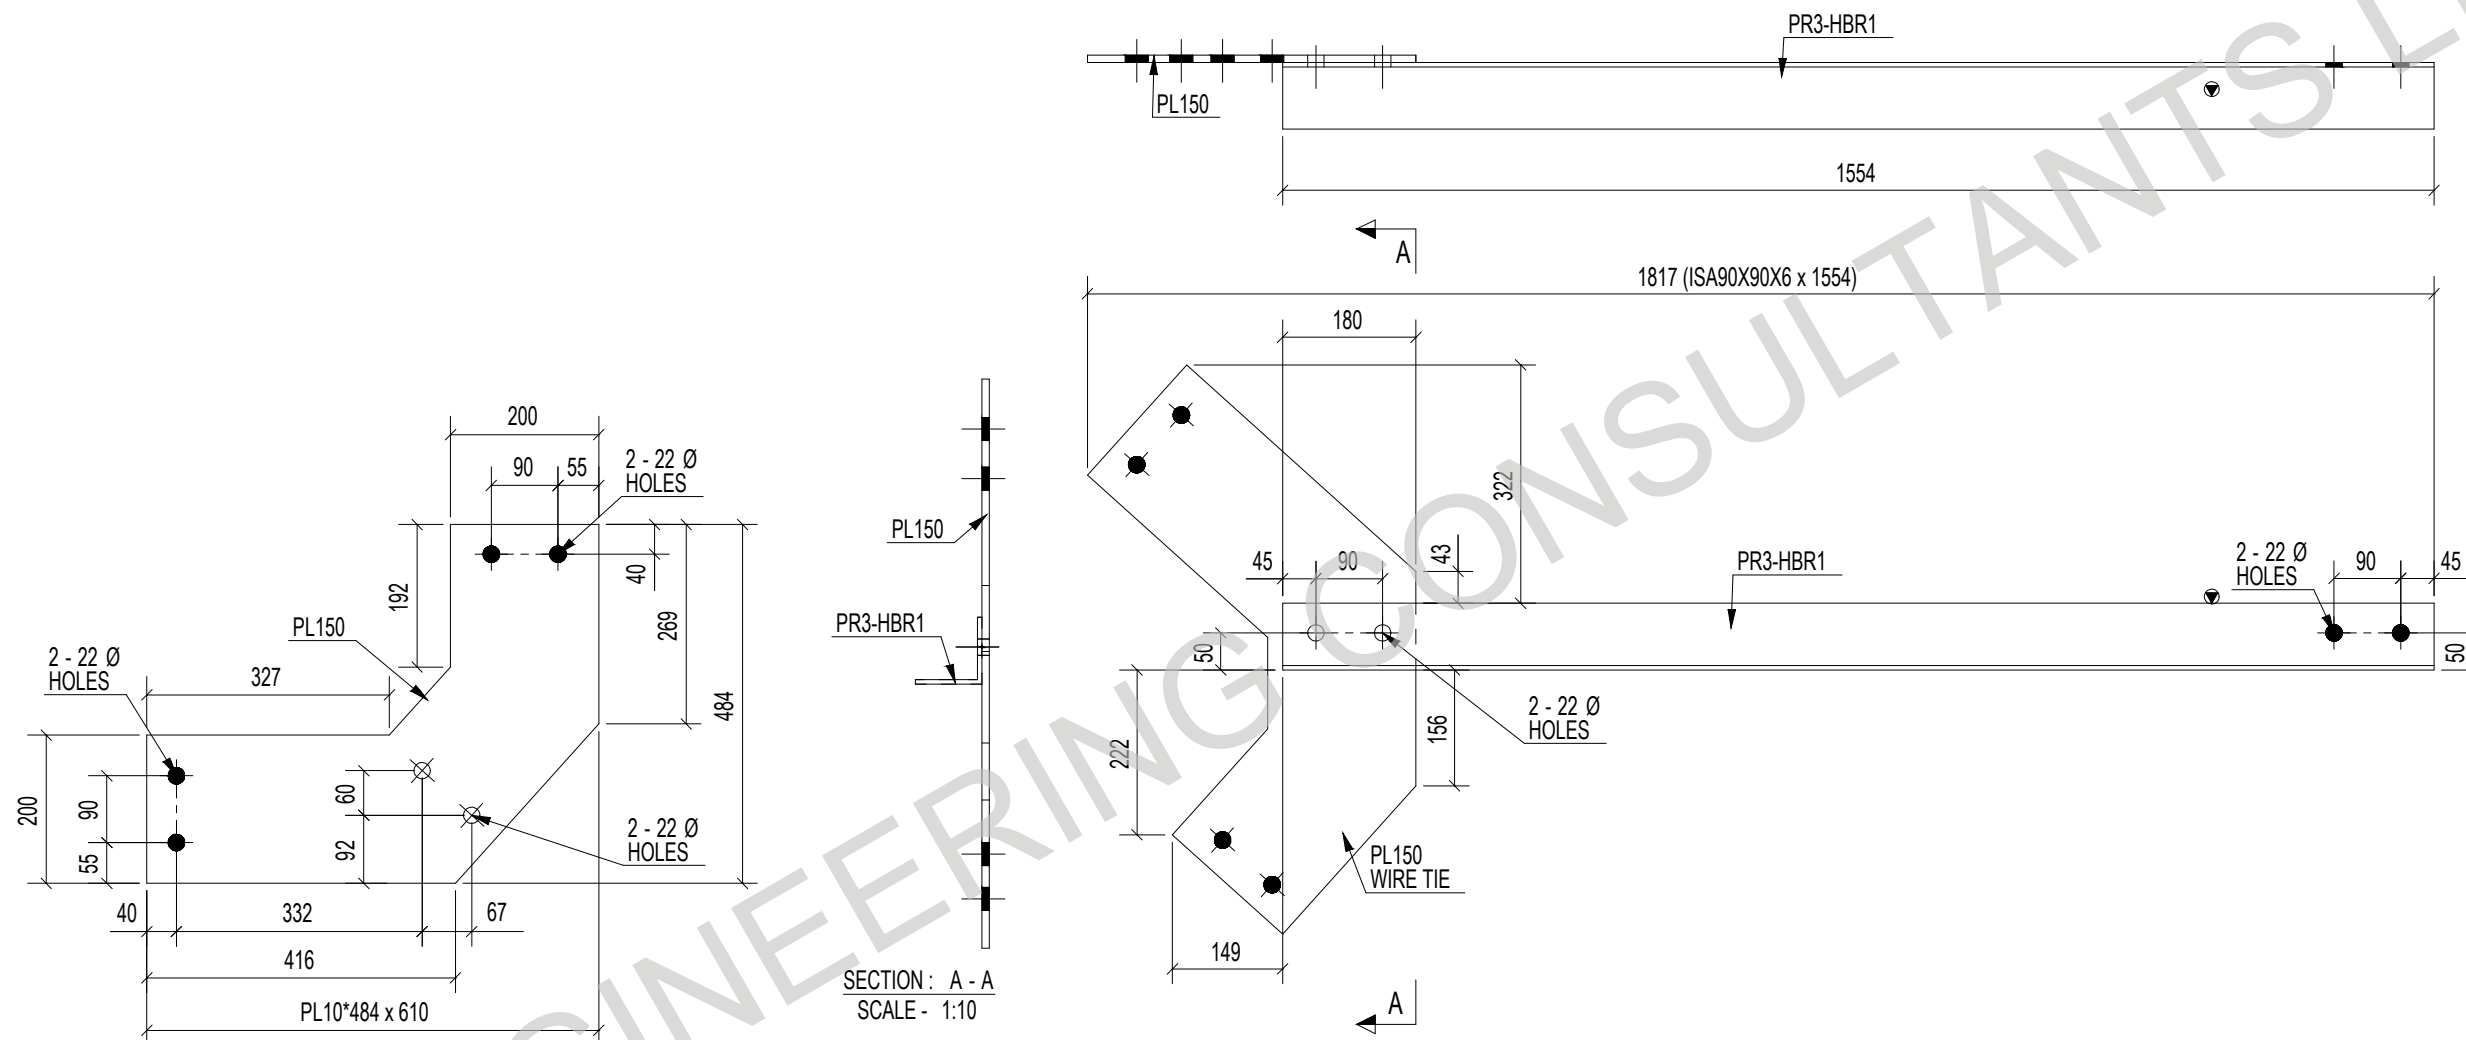 PR3-HBR1
PL150
1554
A
1817 (ISA90X90X6 x 1554)
180
322
45
90
43
PR3-HBR1
2 - 22 Ø
HOLES
90
45
50
50
2 - 22 Ø
HOLES
156
222
PL150
WIRE TIE
149
A
200
90
55
2 - 22 Ø
HOLES
192
40
269
484
PL150
327
2 - 22 Ø
HOLES
200
90
55
60
92
2 - 22 Ø
HOLES
40
332
67
416
PL10*484 x 610
PL150
PR3-HBR1
SECTION : A - A
SCALE - 1:10
CONSULTANTS